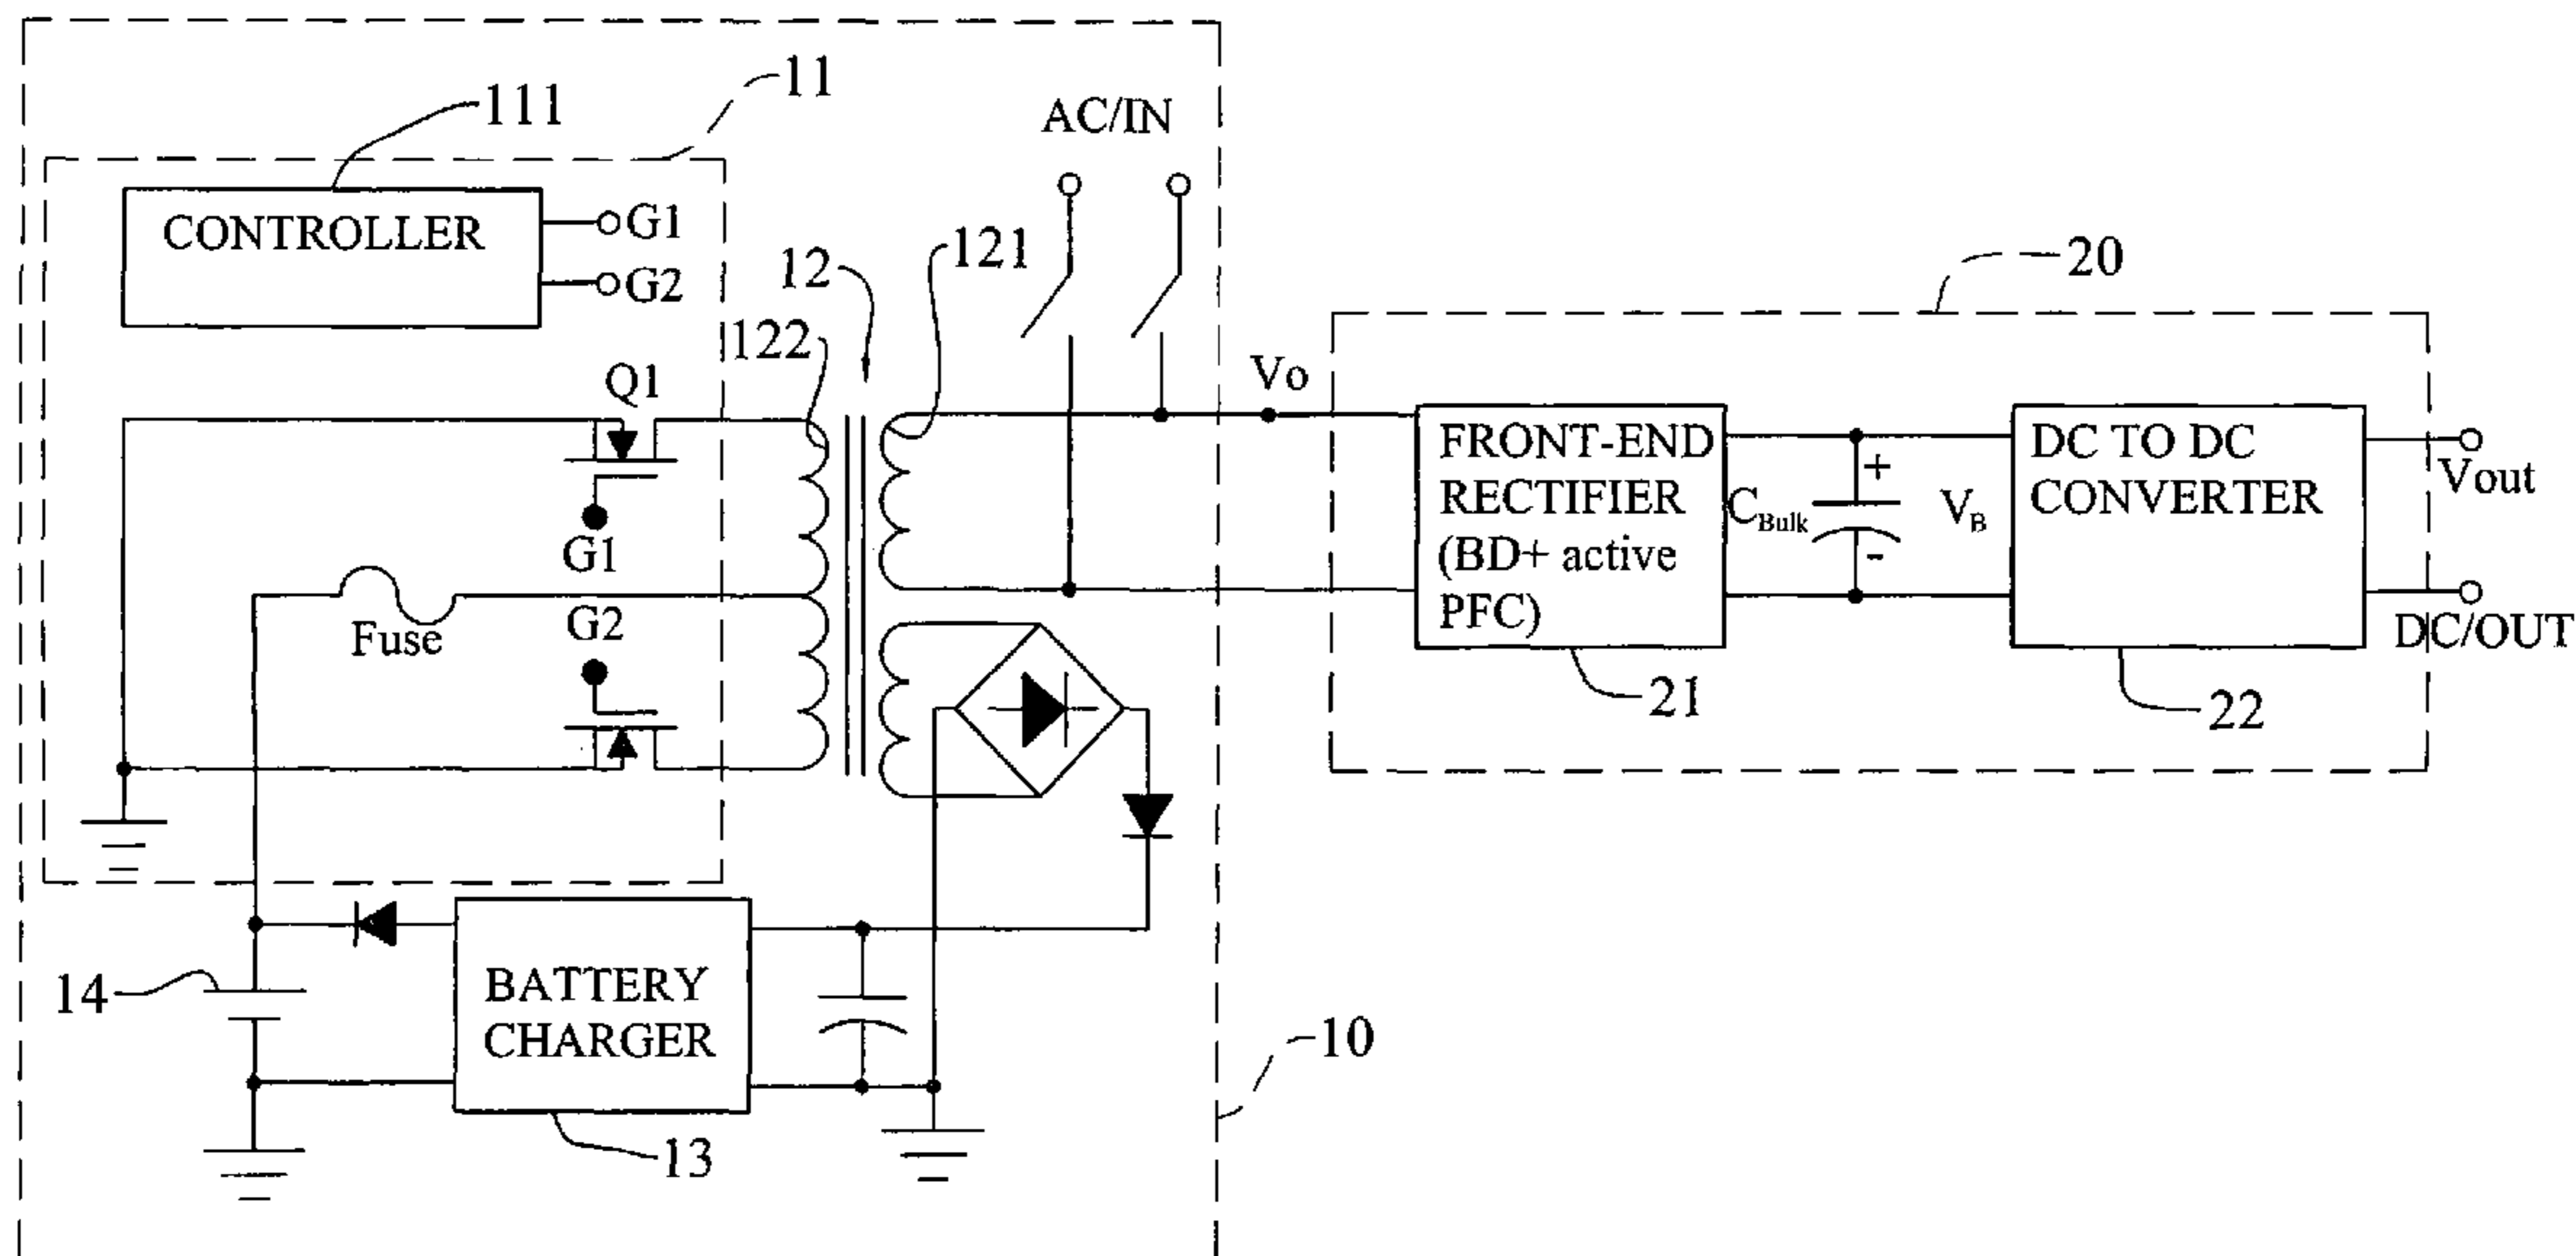 11
111
AC/IN
CONTROLLER
G1
G2
12
121
20
122
Q1
Vo
G1
FRONT-END
RECTIFIER
(BD+ active
PFC)
CBulk
+
-
VB
DC TO DC
CONVERTER
Vout
DC/OUT
Fuse
G2
21
22
14
BATTERY
CHARGER
13
10